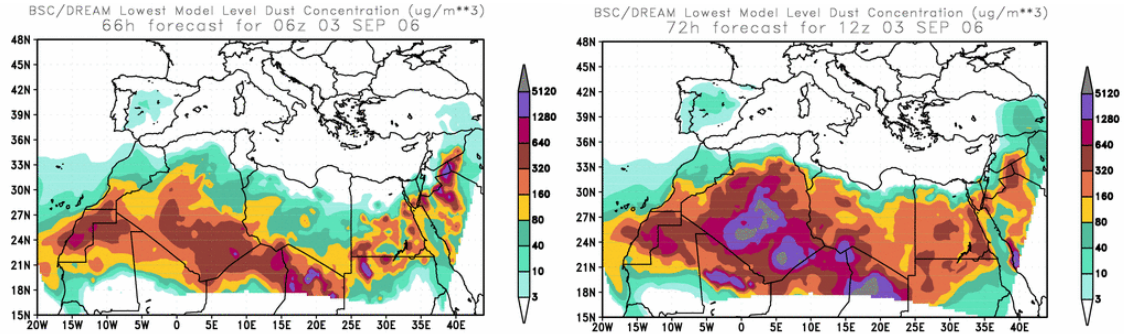 BSC/DREAM Lowest Model Level Dust Concentration (ug/m**3)
66h forecast for 06z 03 SEP 06
48N
45N
42N
39N
36N
33N
30N
27N
24N
21N
18N
15N
20W 15W 10W 5W 0 5E 10E 15E 20E 25E 30E 35E 40E
5120
1280
640
320
160
80
40
10
3
BSC/DREAM Lowest Model Level Dust Concentration (ug/m**3)
72h forecast for 12z 03 SEP 06
48N
45N
42N
39N
36N
33N
30N
27N
24N
21N
18N
15N
20W 15W 10W 5W 0 5E 10E 15E 20E 25E 30E 35E 40E
5120
1280
640
320
160
80
40
10
3